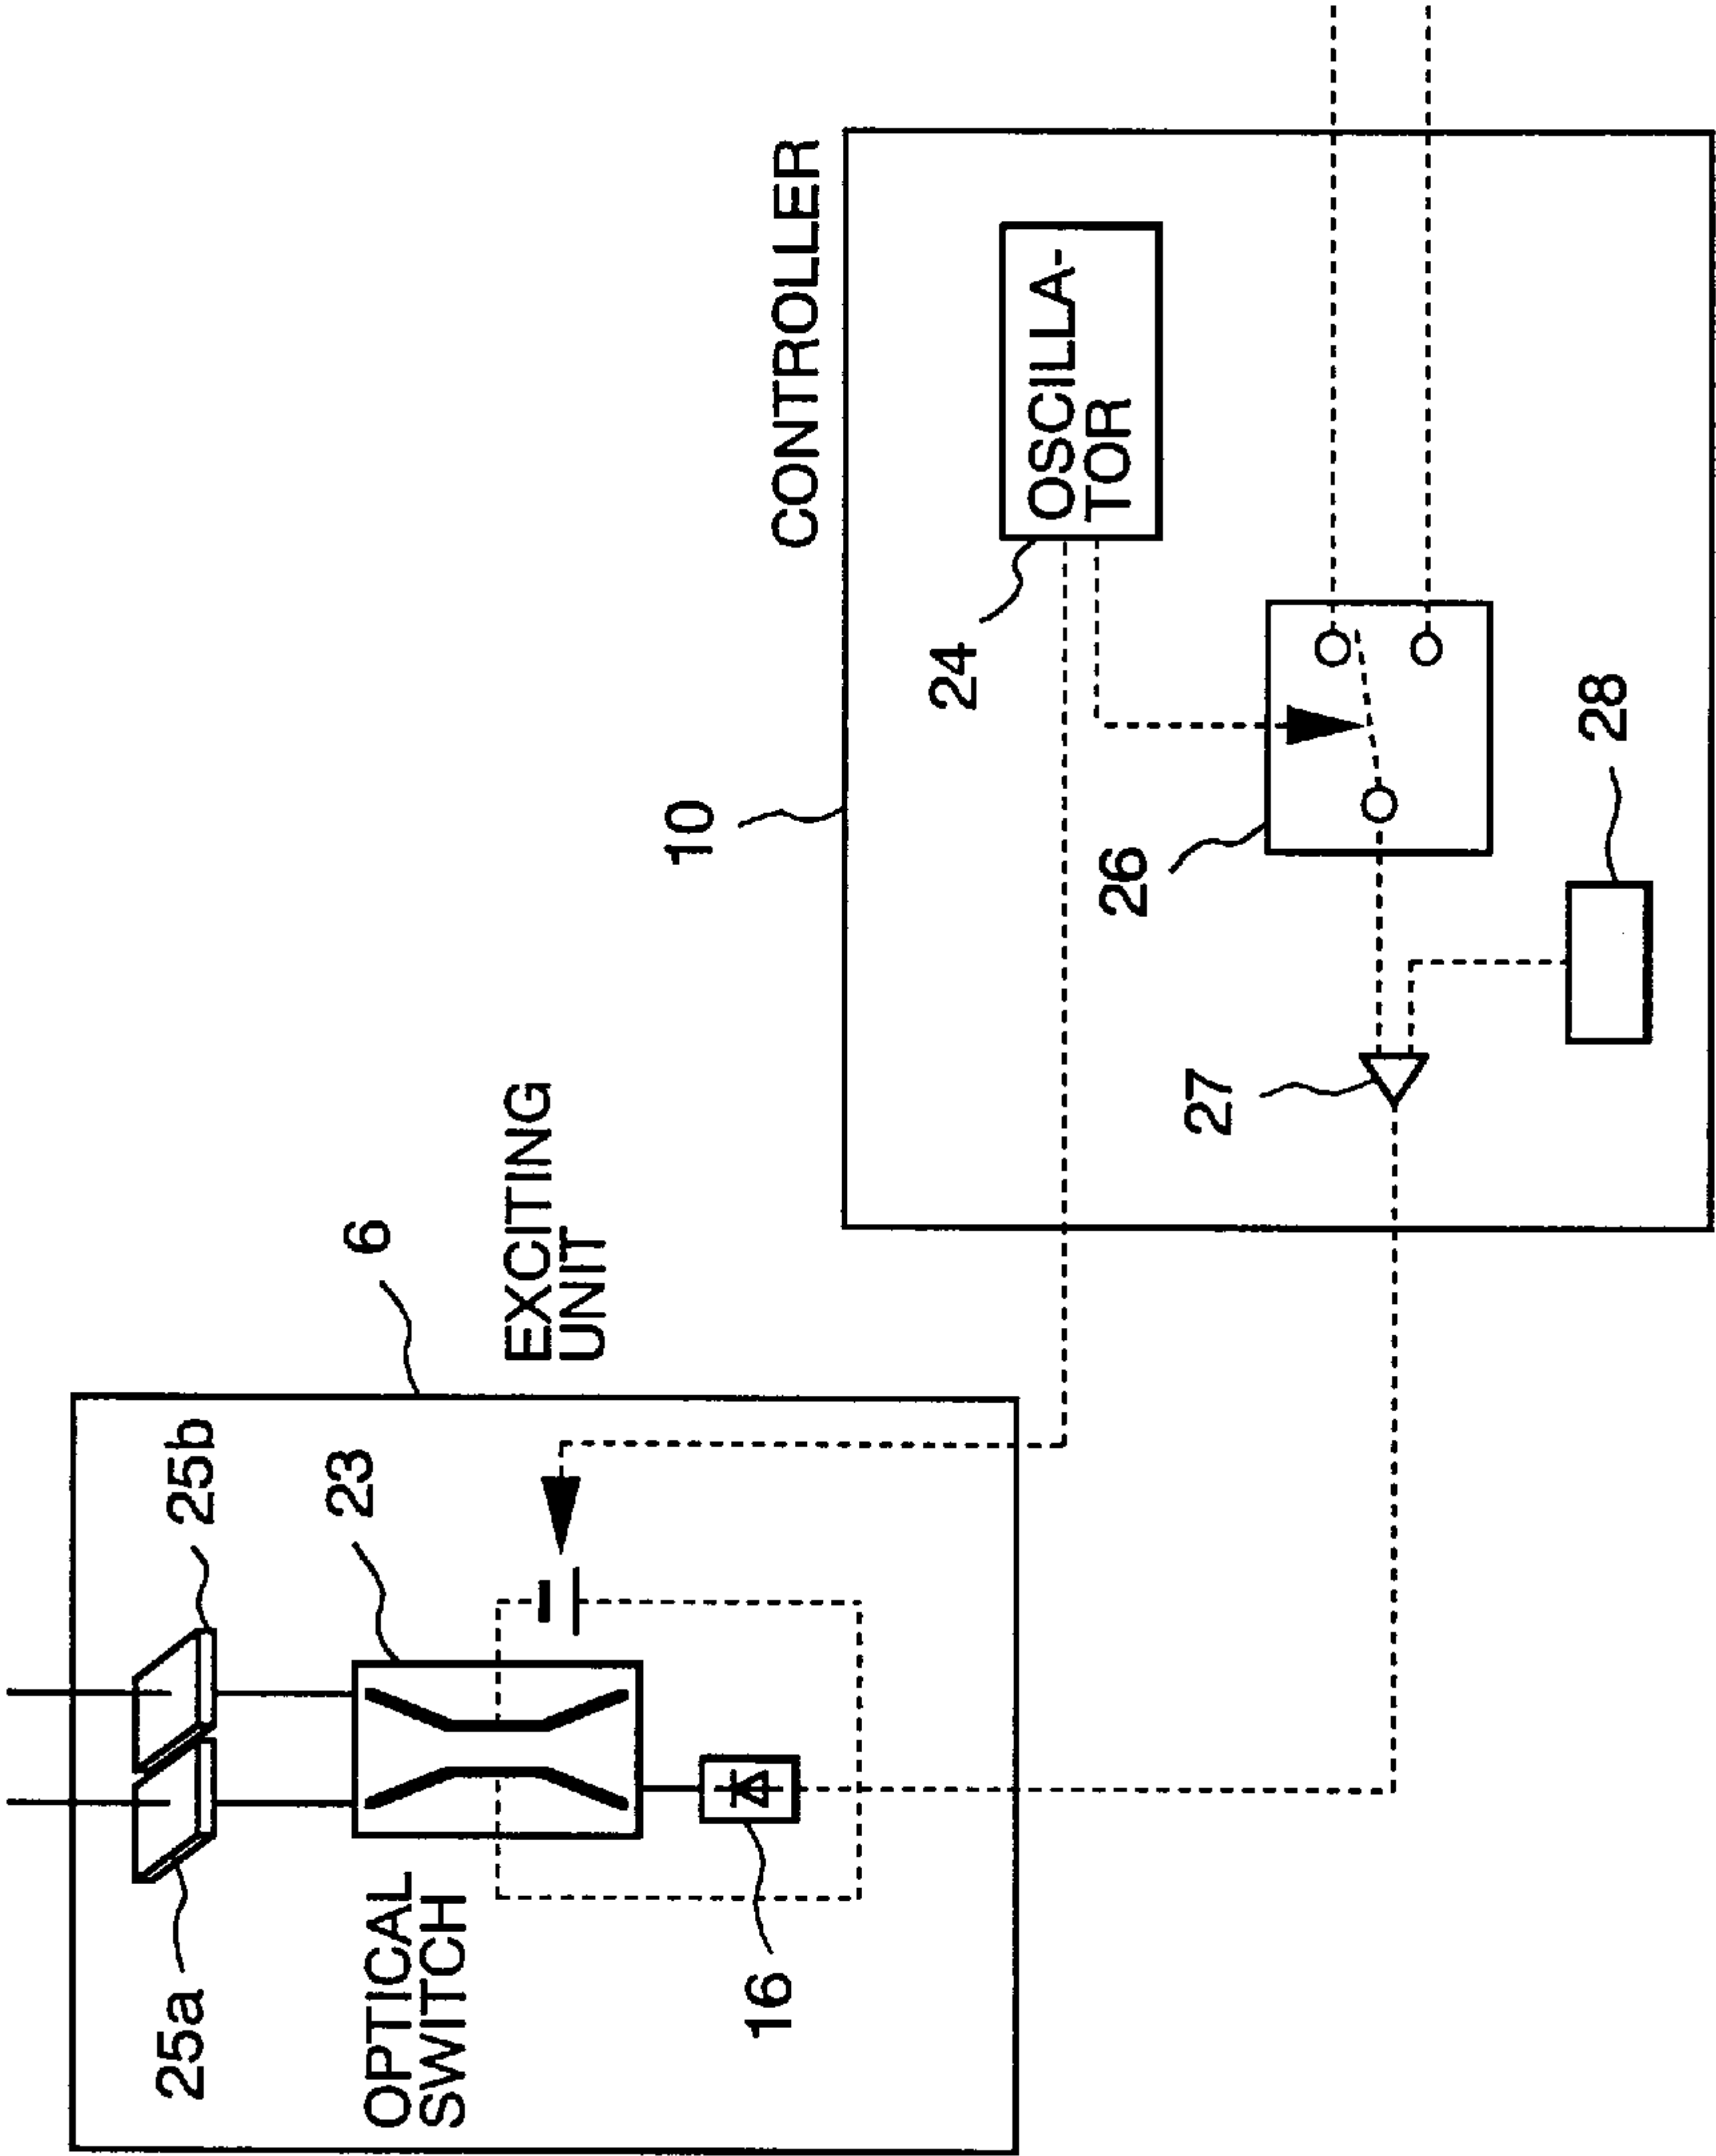 25a
25b
OPTICAL
SWITCH
23
16
6
EXCITING
UNIT
10
CONTROLLER
24
OSCILLA-
TOR
26
27
28